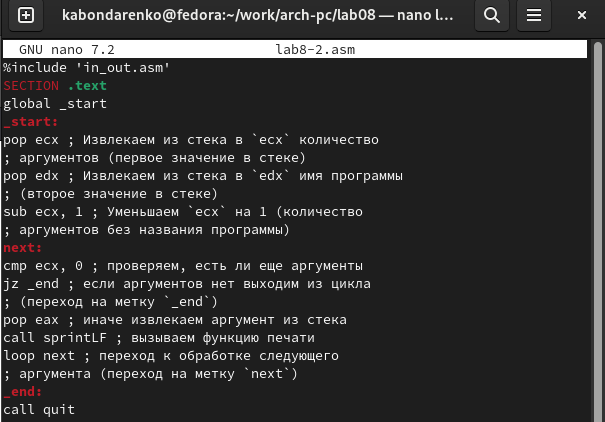 kabondarenko@fedora:~/work/arch-pc/lab08 — nano l...
GNU nano 7.2 lab8-2.asm
%include 'in_out.asm'
SECTION .text
global _start
_start:
pop ecx ; Извлекаем из стека в `ecx` количество
; аргументов (первое значение в стеке)
pop edx ; Извлекаем из стека в `edx` имя программы
; (второе значение в стеке)
sub ecx, 1 ; Уменьшаем `ecx` на 1 (количество
; аргументов без названия программы)
next:
cmp ecx, 0 ; проверяем, есть ли еще аргументы
jz _end ; если аргументов нет выходим из цикла
; (переход на метку `_end`)
pop eax ; иначе извлекаем аргумент из стека
call sprintLF ; вызываем функцию печати
loop next ; переход к обработке следующего
; аргумента (переход на метку `next`)
_end:
call quit